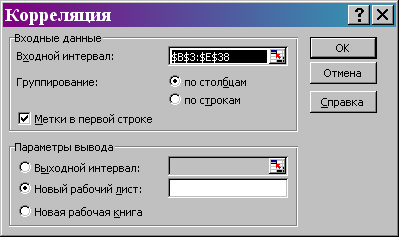 Корреляция
Входные данные
Входной интервал: $B$3:$E$38
Группирование: по столбцам
по строкам
Метки в первой строке
Параметры вывода
Выходной интервал:
Новый рабочий лист:
Новая рабочая книга
OK
Отмена
Справка